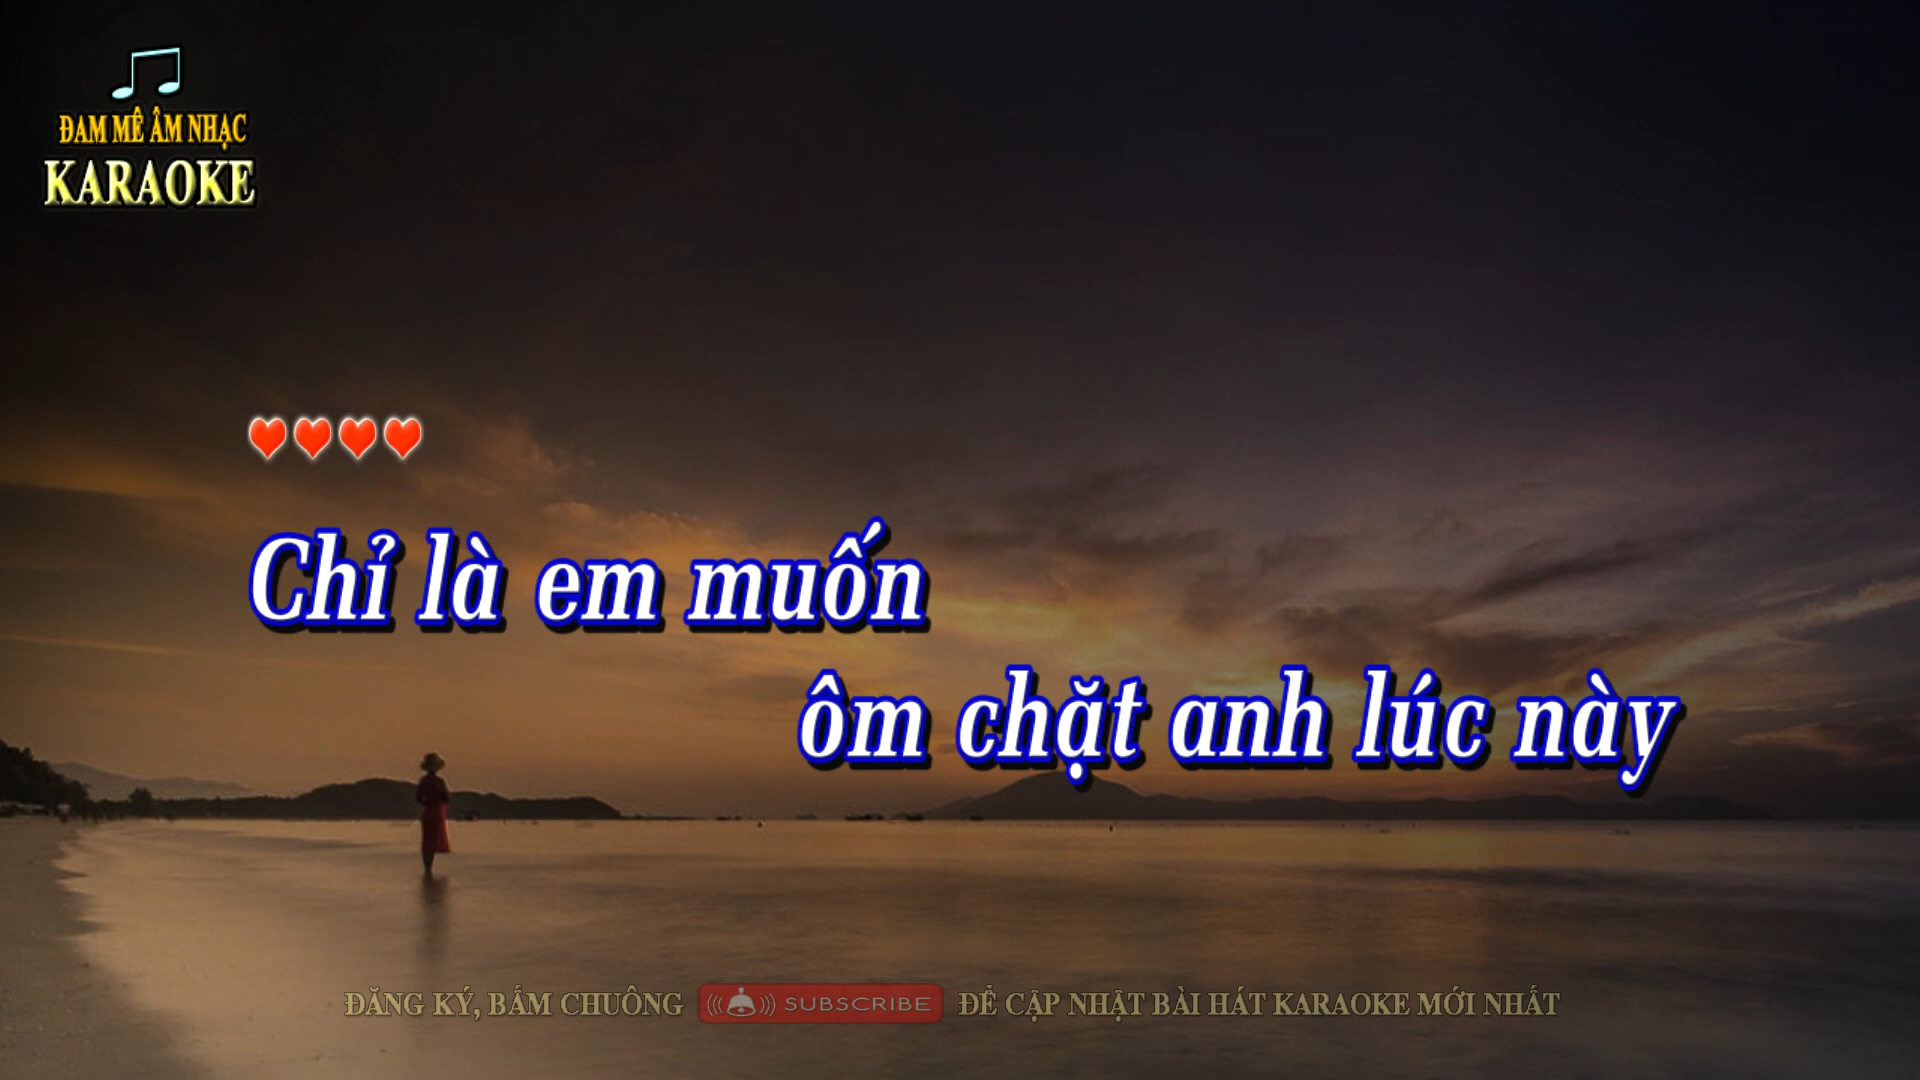 ĐAM MÊ ÂM NHẠC
KARAOKE
Chỉ là em muốn
ôm chặt anh lúc này
ĐĂNG KÝ, BẤM CHUÔNG SUBSCRIBE ĐỂ CẬP NHẬT BÀI HÁT KARAOKE MỚI NHẤT